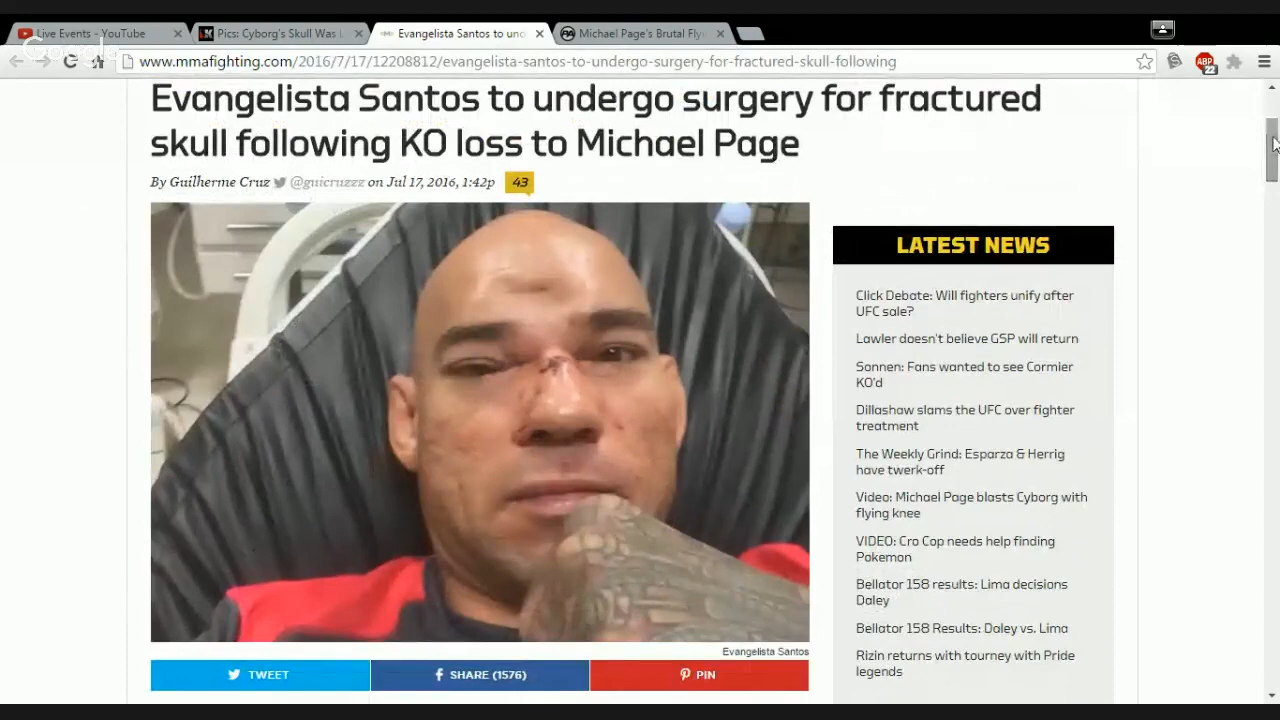 Live Events - YouTube
Pics: Cyborg's Skull Was
Evangelista Santos to und
Michael Page's Brutal Fly
Google
www.mmafighting.com/2016/7/17/12208812/evangelista-santos-to-undergo-surgery-for-fractured-skull-following
ABP
22
Evangelista Santos to undergo surgery for fractured
skull following KO loss to Michael Page
By Guilherme Cruz @guicruzzz on Jul 17, 2016, 1:42p 43
LATEST NEWS
Click Debate: Will fighters unify after
UFC sale?
Lawler doesn't believe GSP will return
Sonnen: Fans wanted to see Cormier
KO'd
Dillashaw slams the UFC over fighter
treatment
The Weekly Grind: Esparza & Herrig
have twerk-off
Video: Michael Page blasts Cyborg with
flying knee
VIDEO: Cro Cop needs help finding
Pokemon
Bellator 158 results: Lima decisions
Daley
Bellator 158 Results: Daley vs. Lima
Rizin returns with tourney with Pride
legends
Evangelista Santos
TWEET
SHARE (1576)
PIN